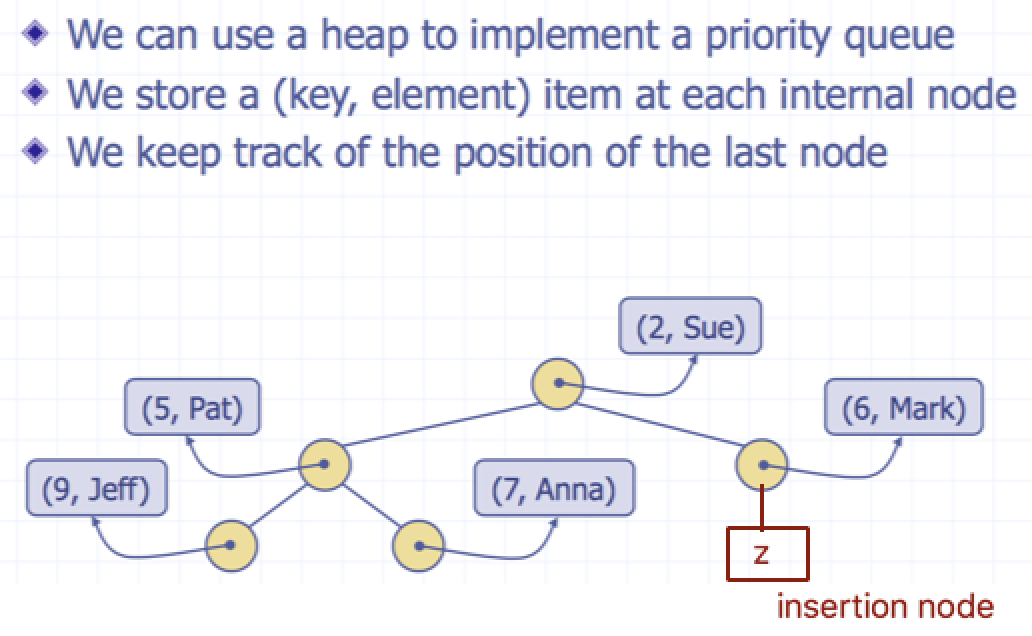 We can use a heap to implement a priority queue
We store a (key, element) item at each internal node
We keep track of the position of the last node
(2, Sue)
(5, Pat)
(6, Mark)
(9, Jeff)
(7, Anna)
z
insertion node